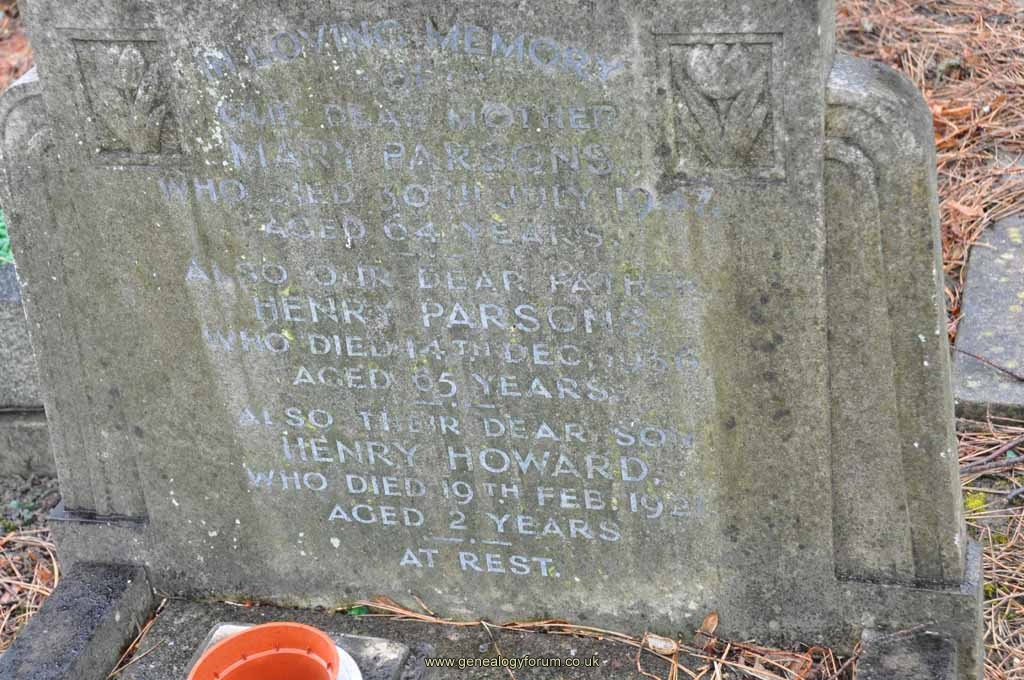 IN LOVING MEMORY
OF
OUR DEAR MOTHER
MARY PARSONS,
WHO DIED 30TH JULY 1947,
AGED 64 YEARS.
ALSO OUR DEAR FATHER
HENRY PARSONS
WHO DIED 14TH DEC.
AGED 65 YEARS.
ALSO THEIR DEAR SON
HENRY HOWARD,
WHO DIED 19TH FEB. 1921
AGED 2 YEARS
AT REST.
www.genealogyforum.co.uk